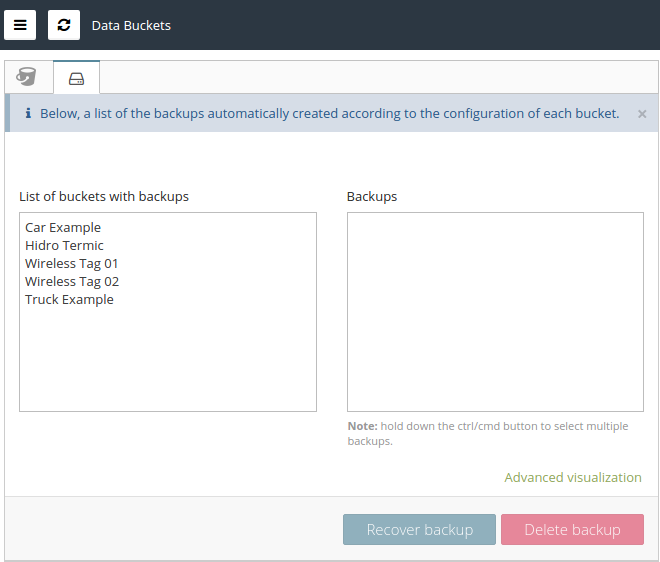 Data Buckets
Below, a list of the backups automatically created according to the configuration of each bucket.
List of buckets with backups
Car Example
Hidro Termic
Wireless Tag 01
Wireless Tag 02
Truck Example
Backups
Note: hold down the ctrl/cmd button to select multiple
backups.
Advanced visualization
Recover backup
Delete backup